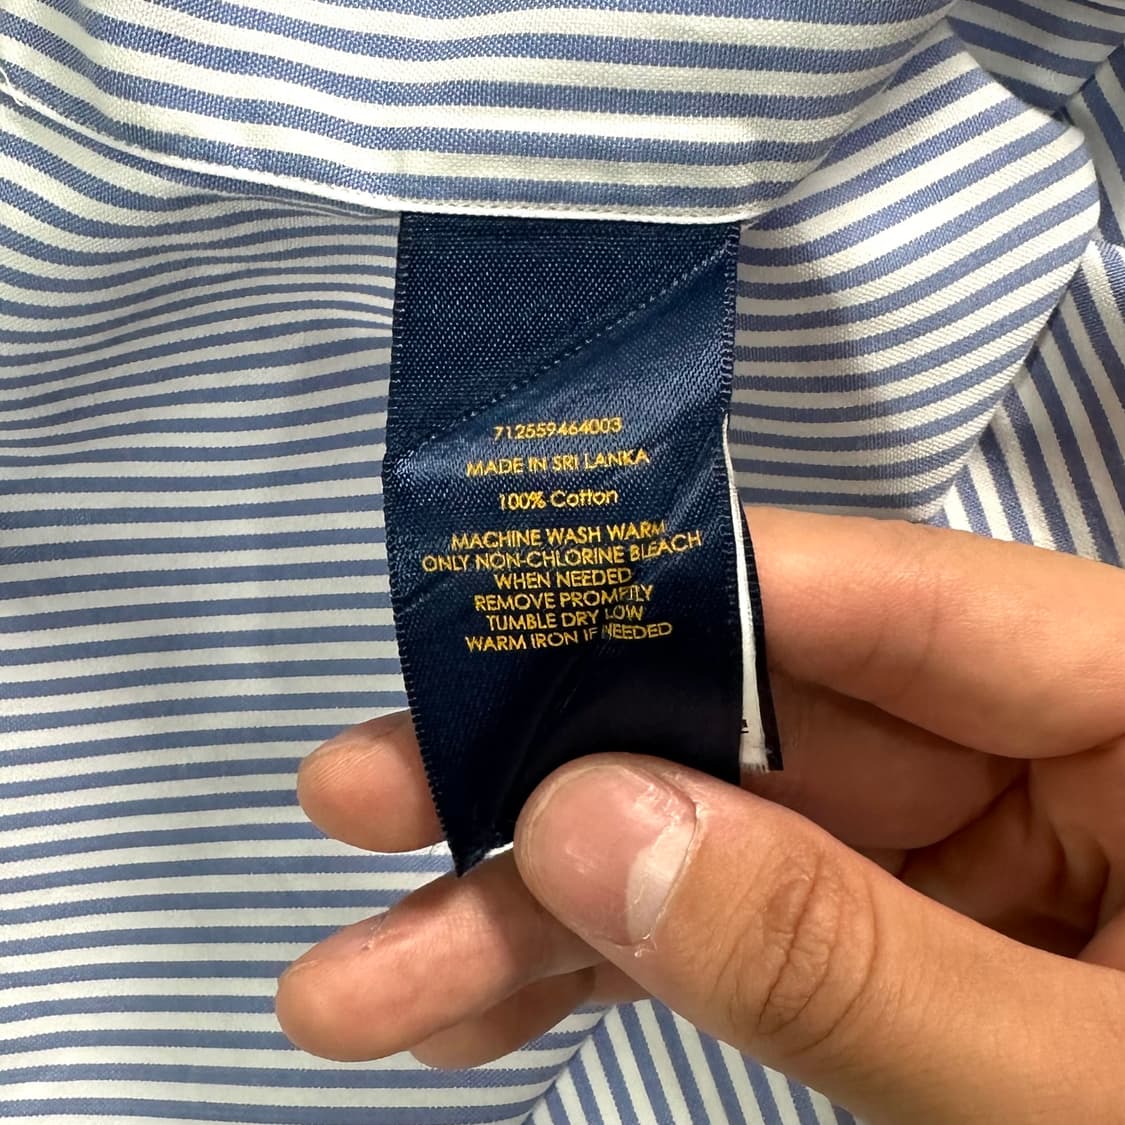 712559464003
MADE IN SRI LANKA
100% Cotton
MACHINE WASH WARM
ONLY NON-CHLORINE BLEACH
WHEN NEEDED
REMOVE PROMPTLY
TUMBLE DRY LOW
WARM IRON IF NEEDED